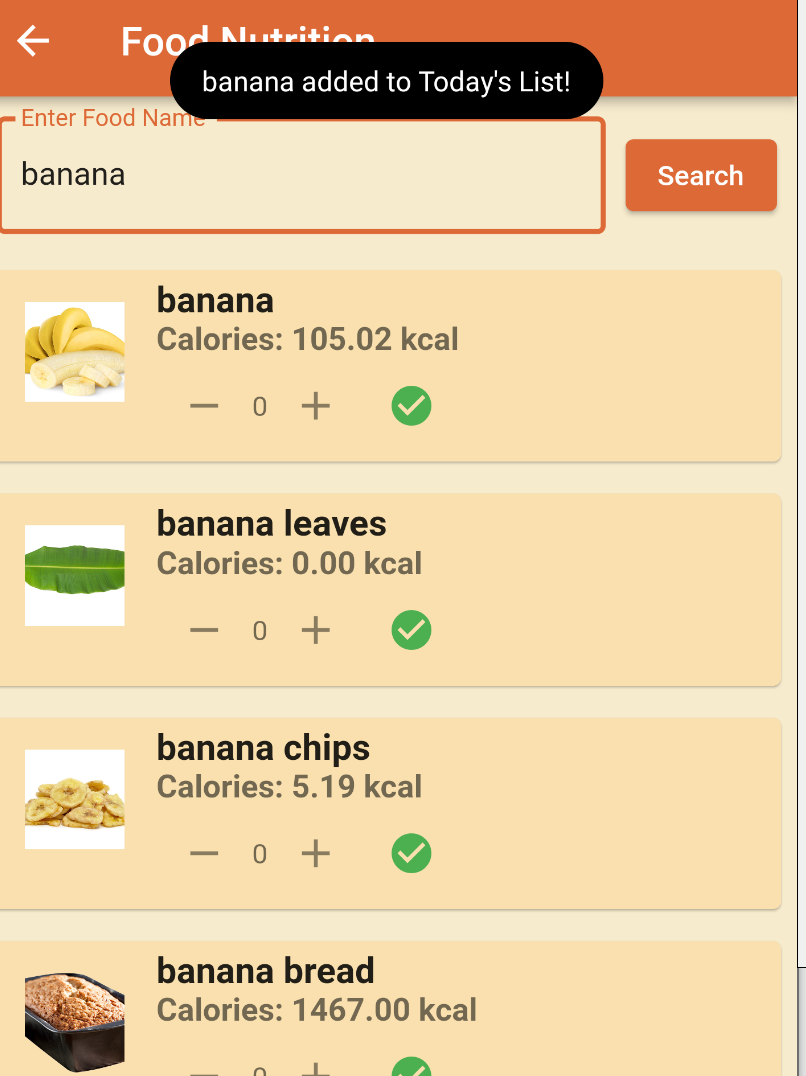 Food Nutrition
banana added to Today's List!
Enter Food Name
banana
Search
banana
Calories: 105.02 kcal
0
banana leaves
Calories: 0.00 kcal
0
banana chips
Calories: 5.19 kcal
0
banana bread
Calories: 1467.00 kcal
0